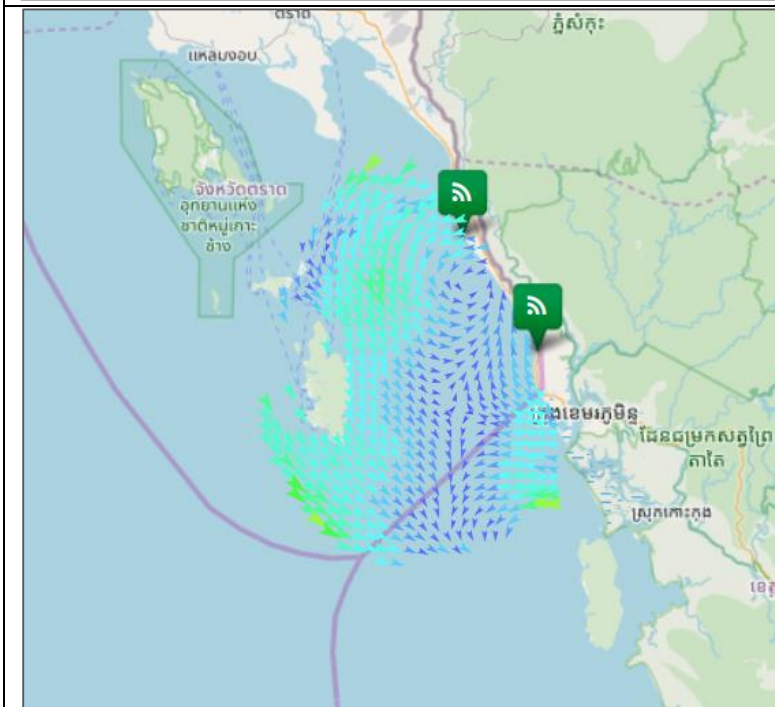 ตราด
ភ្នំសំកុះ
แหลมงอบ
จังหวัดตราด
อุทยานแห่ง
ชาติหมู่เกาะ
ช้าง
ក្រុងខេមរភូមិន្ទ
ដែនជម្រកសត្វព្រៃ
តាតៃ
ស្រុកកោះកុង